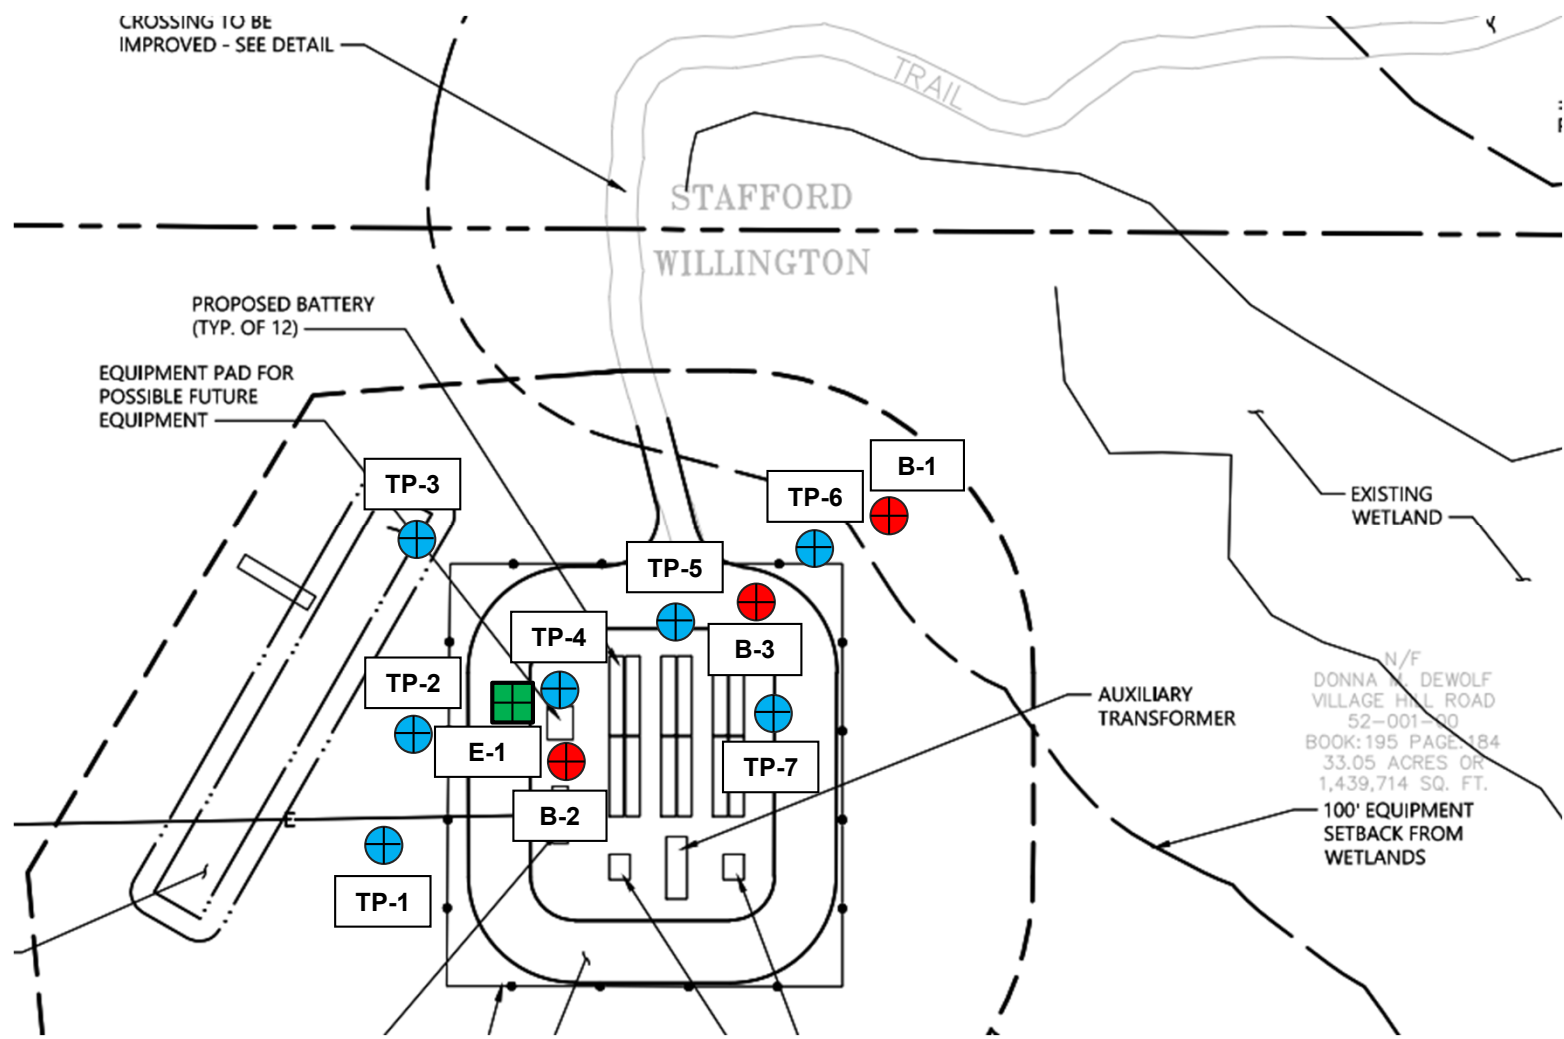 CROSSING TO BE
IMPROVED - SEE DETAIL
TRAIL
STAFFORD
WILLINGTON
PROPOSED BATTERY
(TYP. OF 12)
EQUIPMENT PAD FOR
POSSIBLE FUTURE
EQUIPMENT
B-1
TP-3
TP-6
EXISTING
WETLAND
TP-5
TP-4
B-3
TP-2
N/F
DONNA M. DEWOLF
VILLAGE HILL ROAD
52-001-00
BOOK:195 PAGE:184
33.05 ACRES OR
1,439,714 SQ. FT.
AUXILIARY
TRANSFORMER
E-1
TP-7
B-2
E
100' EQUIPMENT
SETBACK FROM
WETLANDS
TP-1